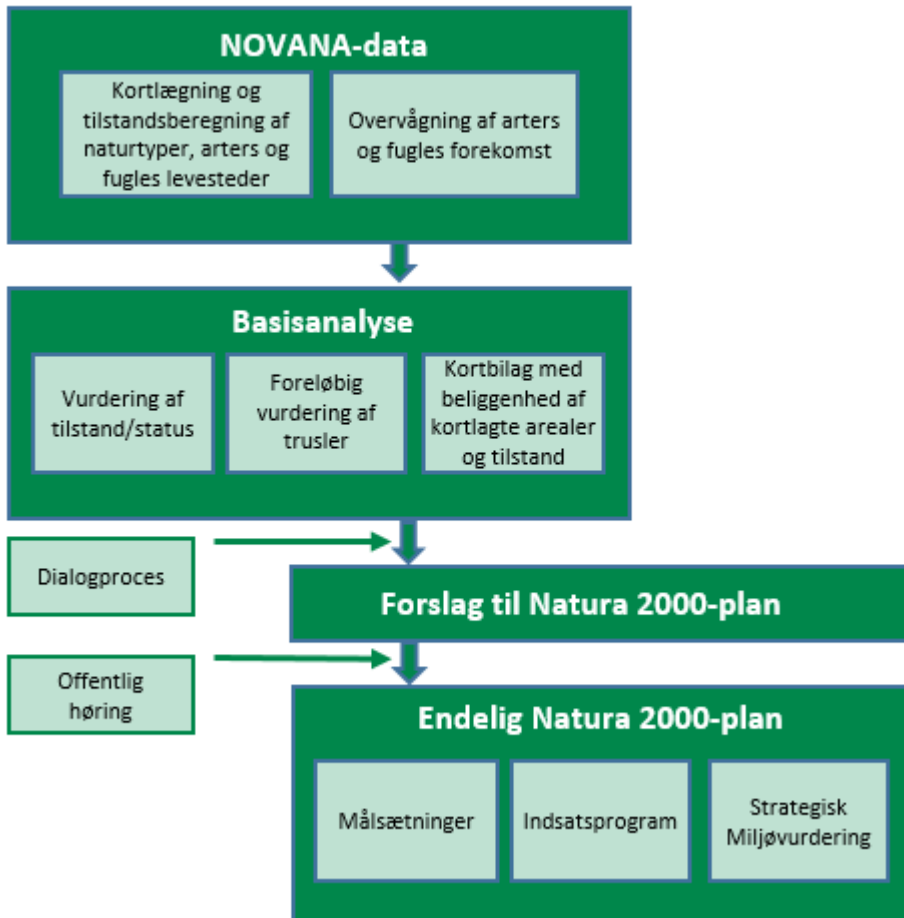 NOVANA-data
Kortlægning og
tilstandsberegning af
naturtyper, arters og
fugles levesteder
Overvågning af arters
og fugles forekomst
Basisanalyse
Vurdering af
tilstand/status
Foreløbig
vurdering af
trusler
Kortbilag med
beliggenhed af
kortlagte arealer
og tilstand
Dialogproces
Forslag til Natura 2000-plan
Offentlig
høring
Endelig Natura 2000-plan
Målsætninger
Indsatsprogram
Strategisk
Miljøvurdering